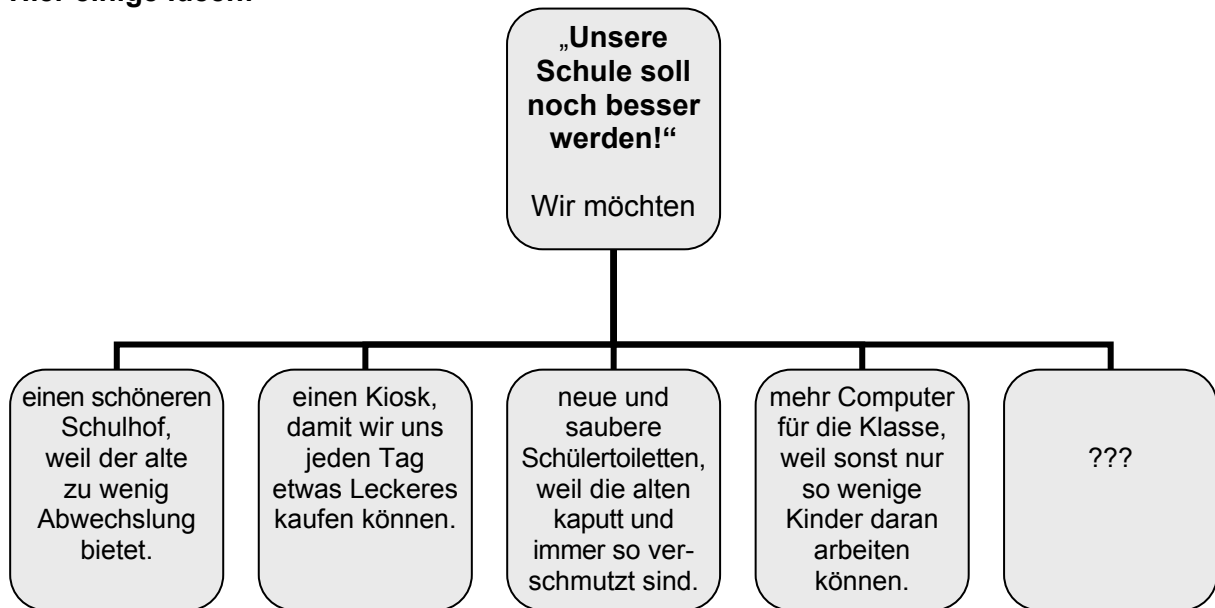 „Unsere
Schule soll
noch besser
werden!“
Wir möchten
einen schöneren
Schulhof,
weil der alte
zu wenig
Abwechslung
bietet.
einen Kiosk,
damit wir uns
jeden Tag
etwas Leckeres
kaufen können.
neue und
saubere
Schülertoiletten,
weil die alten
kaputt und
immer so ver-
schmutzt sind.
mehr Computer
für die Klasse,
weil sonst nur
so wenige
Kinder daran
arbeiten
können.
???